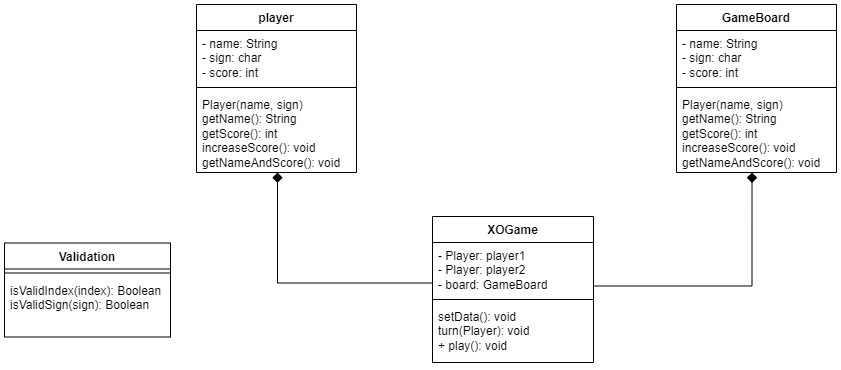 player
- name: String
- sign: char
- score: int
Player(name, sign)
getName(): String
getScore(): int
increaseScore(): void
getNameAndScore(): void
GameBoard
- name: String
- sign: char
- score: int
Player(name, sign)
getName(): String
getScore(): int
increaseScore(): void
getNameAndScore(): void
Validation
isValidIndex(index): Boolean
isValidSign(sign): Boolean
XOGame
- Player: player1
- Player: player2
- board: GameBoard
setData(): void
turn(Player): void
+ play(): void